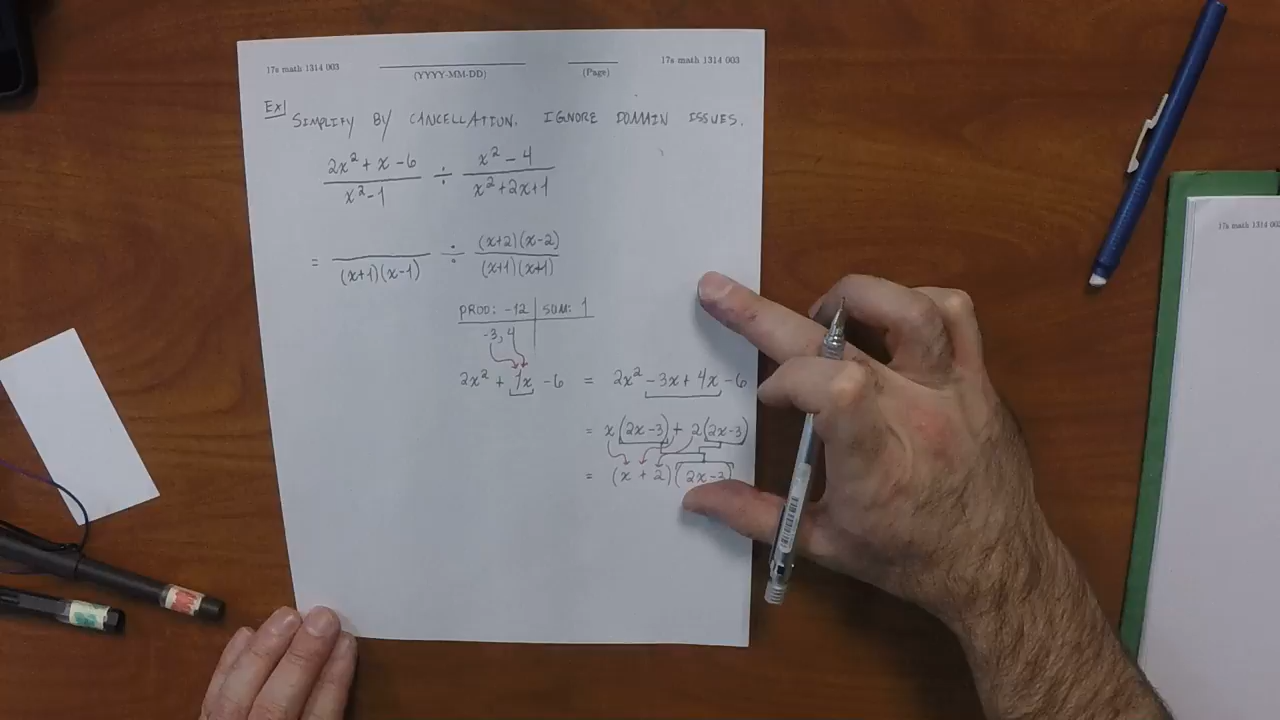 17s math 1314 003 (YYYY-MM-DD) (Page) 17s math 1314 003
Ex) SIMPLIFY BY CANCELLATION. IGNORE DOMAIN ISSUES.
2x² + x - 6 / x² - 1 ÷ x² - 4 / x² + 2x + 1
= / (x+1)(x-1) ÷ (x+2)(x-2) / (x+1)(x+1)
PROD: -12 | SUM: 1
-3, 4
2x² + 1x - 6 = 2x² - 3x + 4x - 6
= x(2x-3) + 2(2x-3)
= (x + 2)(2x-3)
17s math 1314 00